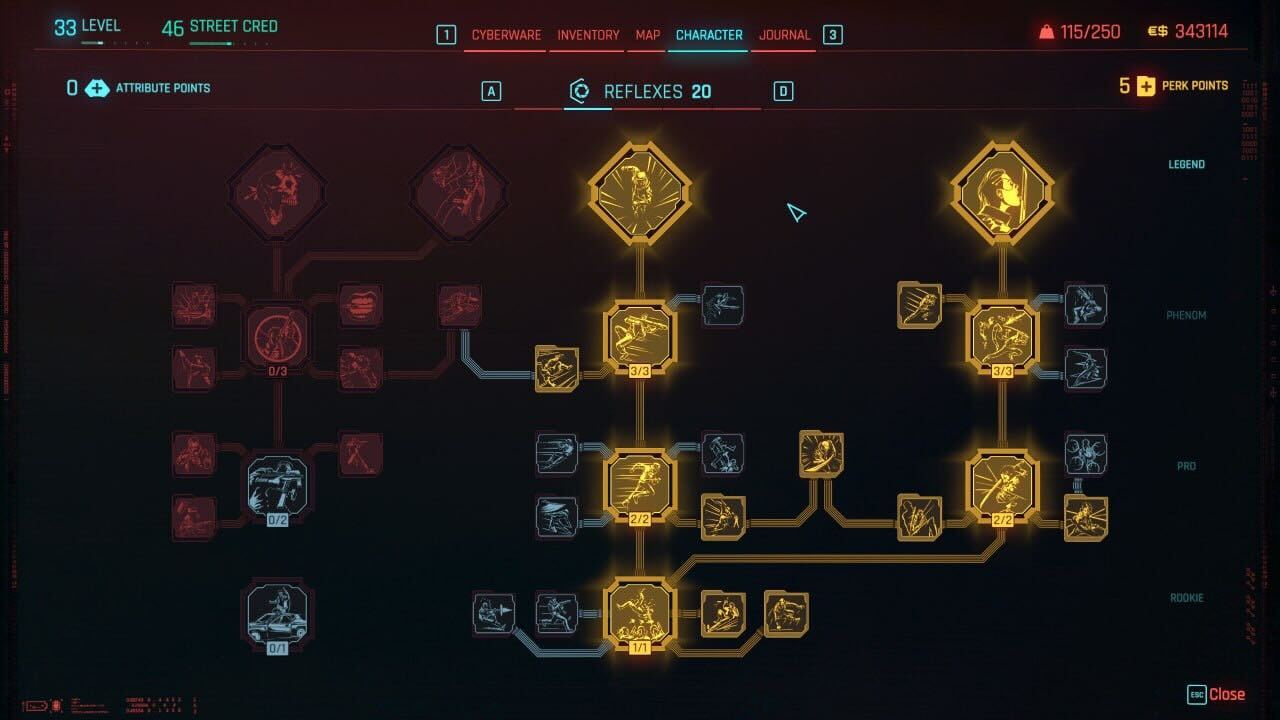 33 LEVEL
46 STREET CRED
1 CYBERWARE INVENTORY MAP CHARACTER JOURNAL 3
115/250
€$ 343114
0 ATTRIBUTE POINTS
A REFLEXES 20 D
5 PERK POINTS
LEGEND
PHENOM
0/3
3/3
3/3
PRO
0/2
2/2
2/2
ROOKIE
0/1
1/1
ESC Close